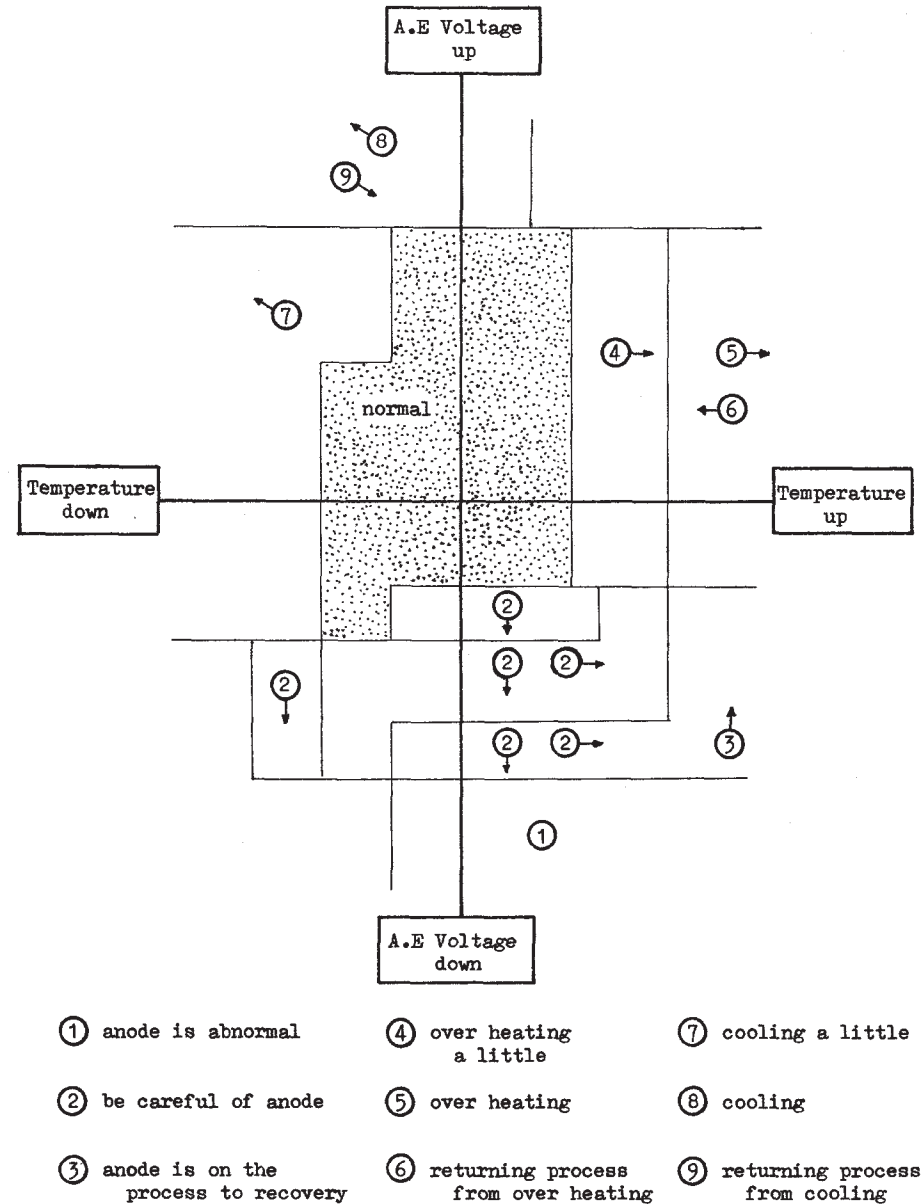 A.E Voltage
up
8
9
7
4
5
normal
6
Temperature
down
Temperature
up
2
2
2
2
2
2
3
1
A.E Voltage
down
1 anode is abnormal
4 over heating
a little
7 cooling a little
2 be careful of anode
5 over heating
8 cooling
3 anode is on the
process to recovery
6 returning process
from over heating
9 returning process
from cooling